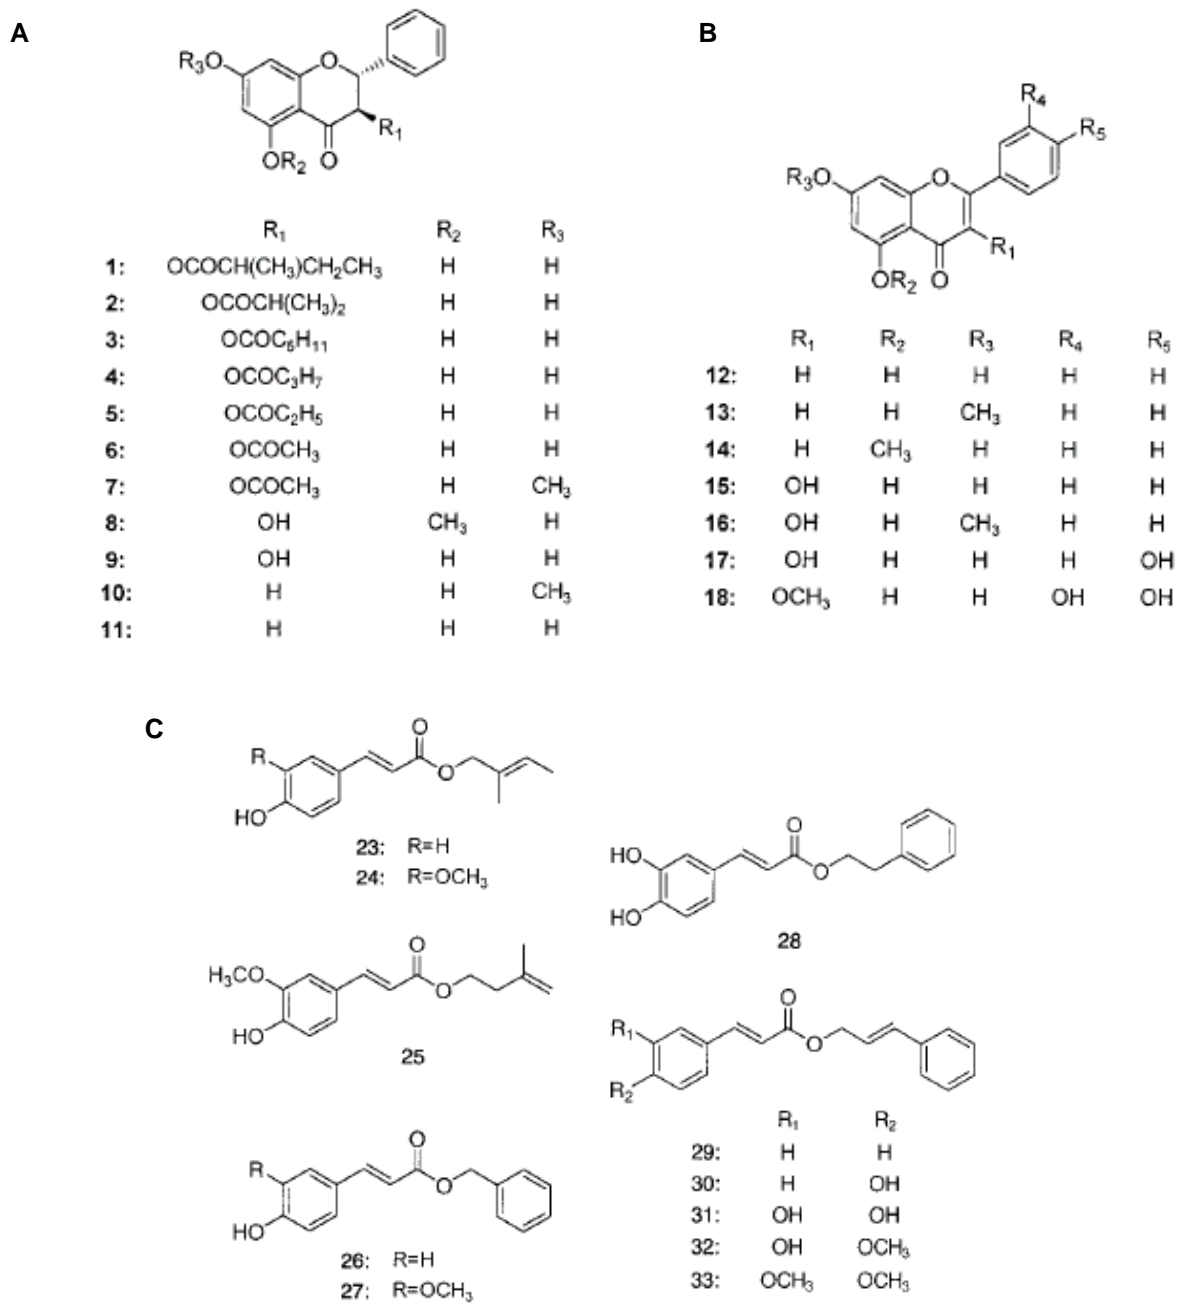 A
R₃O
O
R₁
OR₂
O
R₁ R₂ R₃
1: OCOCH(CH₃)CH₂CH₃ H H
2: OCOCH(CH₃)₂ H H
3: OCOC₅H₁₁ H H
4: OCOC₃H₇ H H
5: OCOC₂H₅ H H
6: OCOCH₃ H H
7: OCOCH₃ H CH₃
8: OH CH₃ H
9: OH H H
10: H H CH₃
11: H H H
B
R₄
R₅
R₃O
O
R₁
OR₂
O
R₁ R₂ R₃ R₄ R₅
12: H H H H H
13: H H CH₃ H H
14: H CH₃ H H H
15: OH H H H H
16: OH H CH₃ H H
17: OH H H H OH
18: OCH₃ H H OH OH
C
O
R
O
HO
23: R=H
24: R=OCH₃
O
H₃CO
O
HO
25
O
R
O
HO
26: R=H
27: R=OCH₃
O
HO
O
HO
28
O
R₁
O
R₂
R₁ R₂
29: H H
30: H OH
31: OH OH
32: OH OCH₃
33: OCH₃ OCH₃